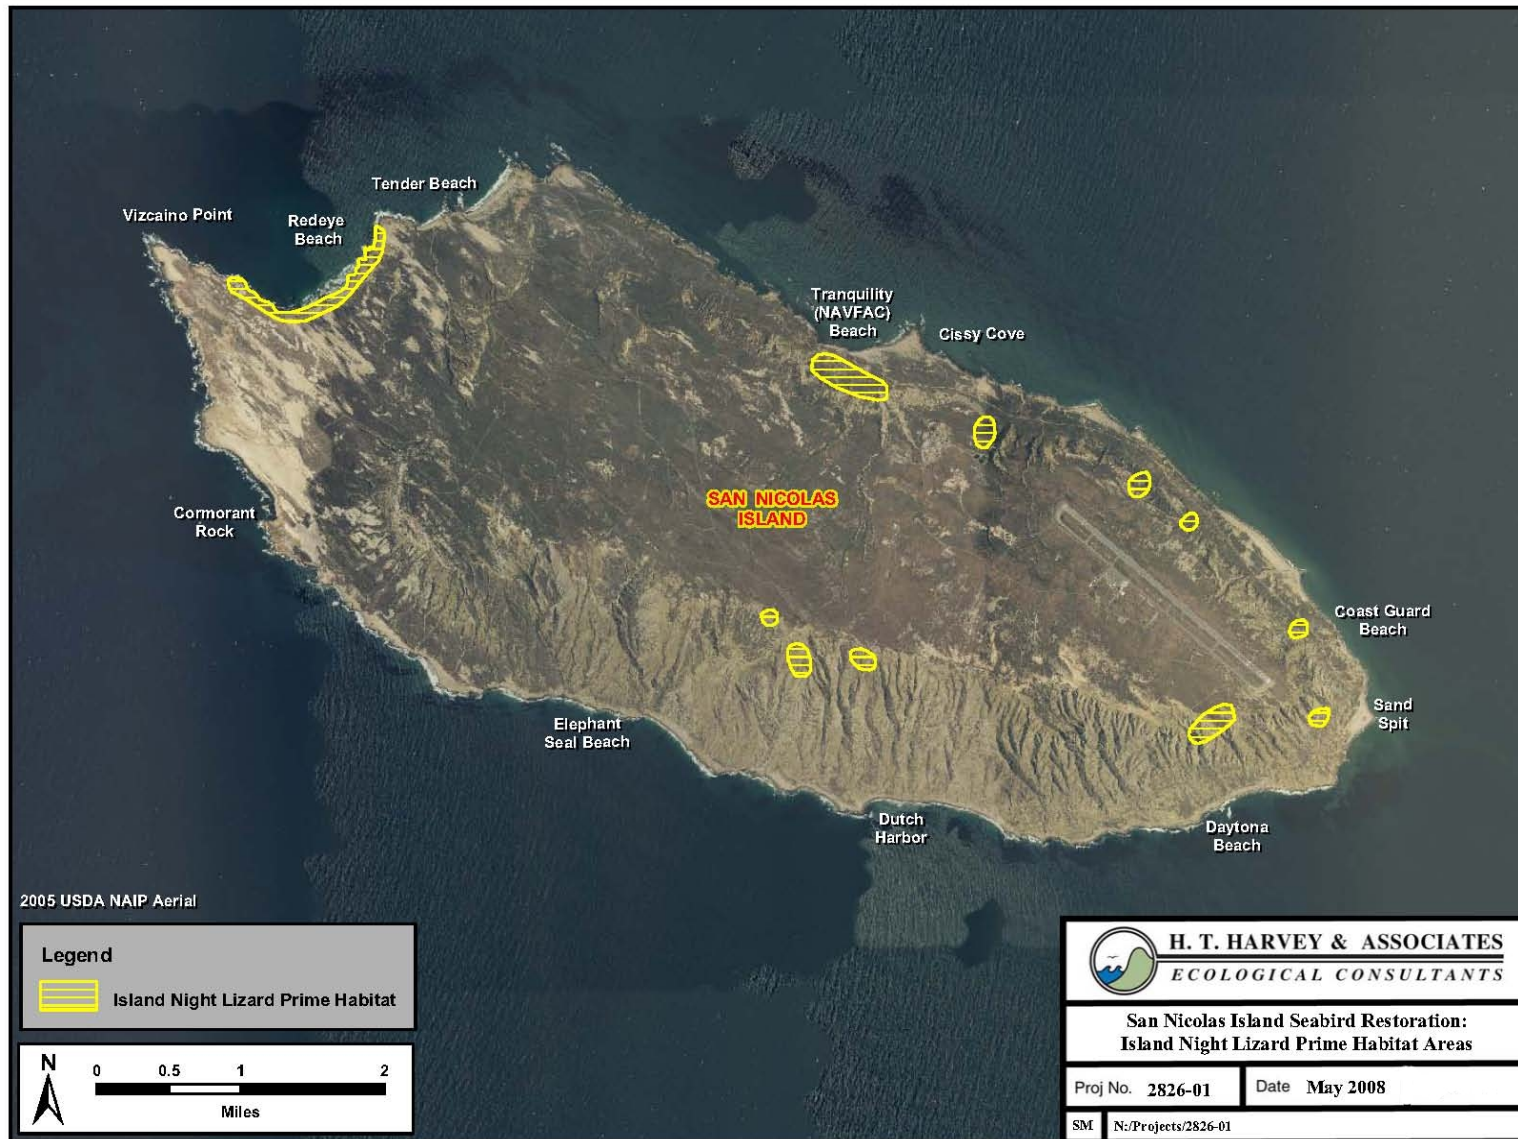 Tender Beach
Vizcaino Point
Redeye
Beach
Tranquility
(NAVFAC)
Beach
Cissy Cove
SAN NICOLAS
ISLAND
Cormorant
Rock
Coast Guard
Beach
Sand
Spit
Elephant
Seal Beach
Dutch
Harbor
Daytona
Beach
2005 USDA NAIP Aerial
Legend
Island Night Lizard Prime Habitat
N
0 0.5 1 2
Miles
H. T. HARVEY & ASSOCIATES
ECOLOGICAL CONSULTANTS
San Nicolas Island Seabird Restoration:
Island Night Lizard Prime Habitat Areas
Proj No. 2826-01 Date May 2008
SM N:/Projects/2826-01